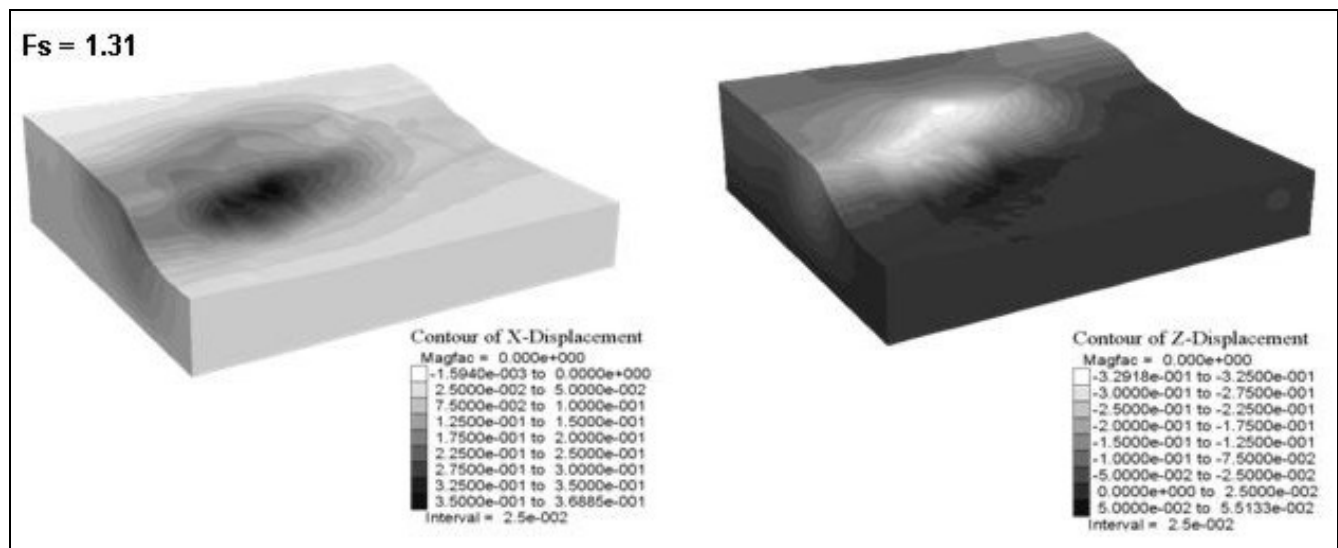 Fs = 1.31
Contour of X-Displacement
Magfac = 0.000e+000
-1.5940e-003 to 0.0000e+000
2.5000e-002 to 5.0000e-002
7.5000e-002 to 1.0000e-001
1.2500e-001 to 1.5000e-001
1.7500e-001 to 2.0000e-001
2.2500e-001 to 2.5000e-001
2.7500e-001 to 3.0000e-001
3.2500e-001 to 3.5000e-001
3.5000e-001 to 3.6885e-001
Interval = 2.5e-002
Contour of Z-Displacement
Magfac = 0.000e+000
-3.2918e-001 to -3.2500e-001
-3.0000e-001 to -2.7500e-001
-2.5000e-001 to -2.2500e-001
-2.0000e-001 to -1.7500e-001
-1.5000e-001 to -1.2500e-001
-1.0000e-001 to -7.5000e-002
-5.0000e-002 to -2.5000e-002
0.0000e+000 to 2.5000e-002
5.0000e-002 to 5.5133e-002
Interval = 2.5e-002